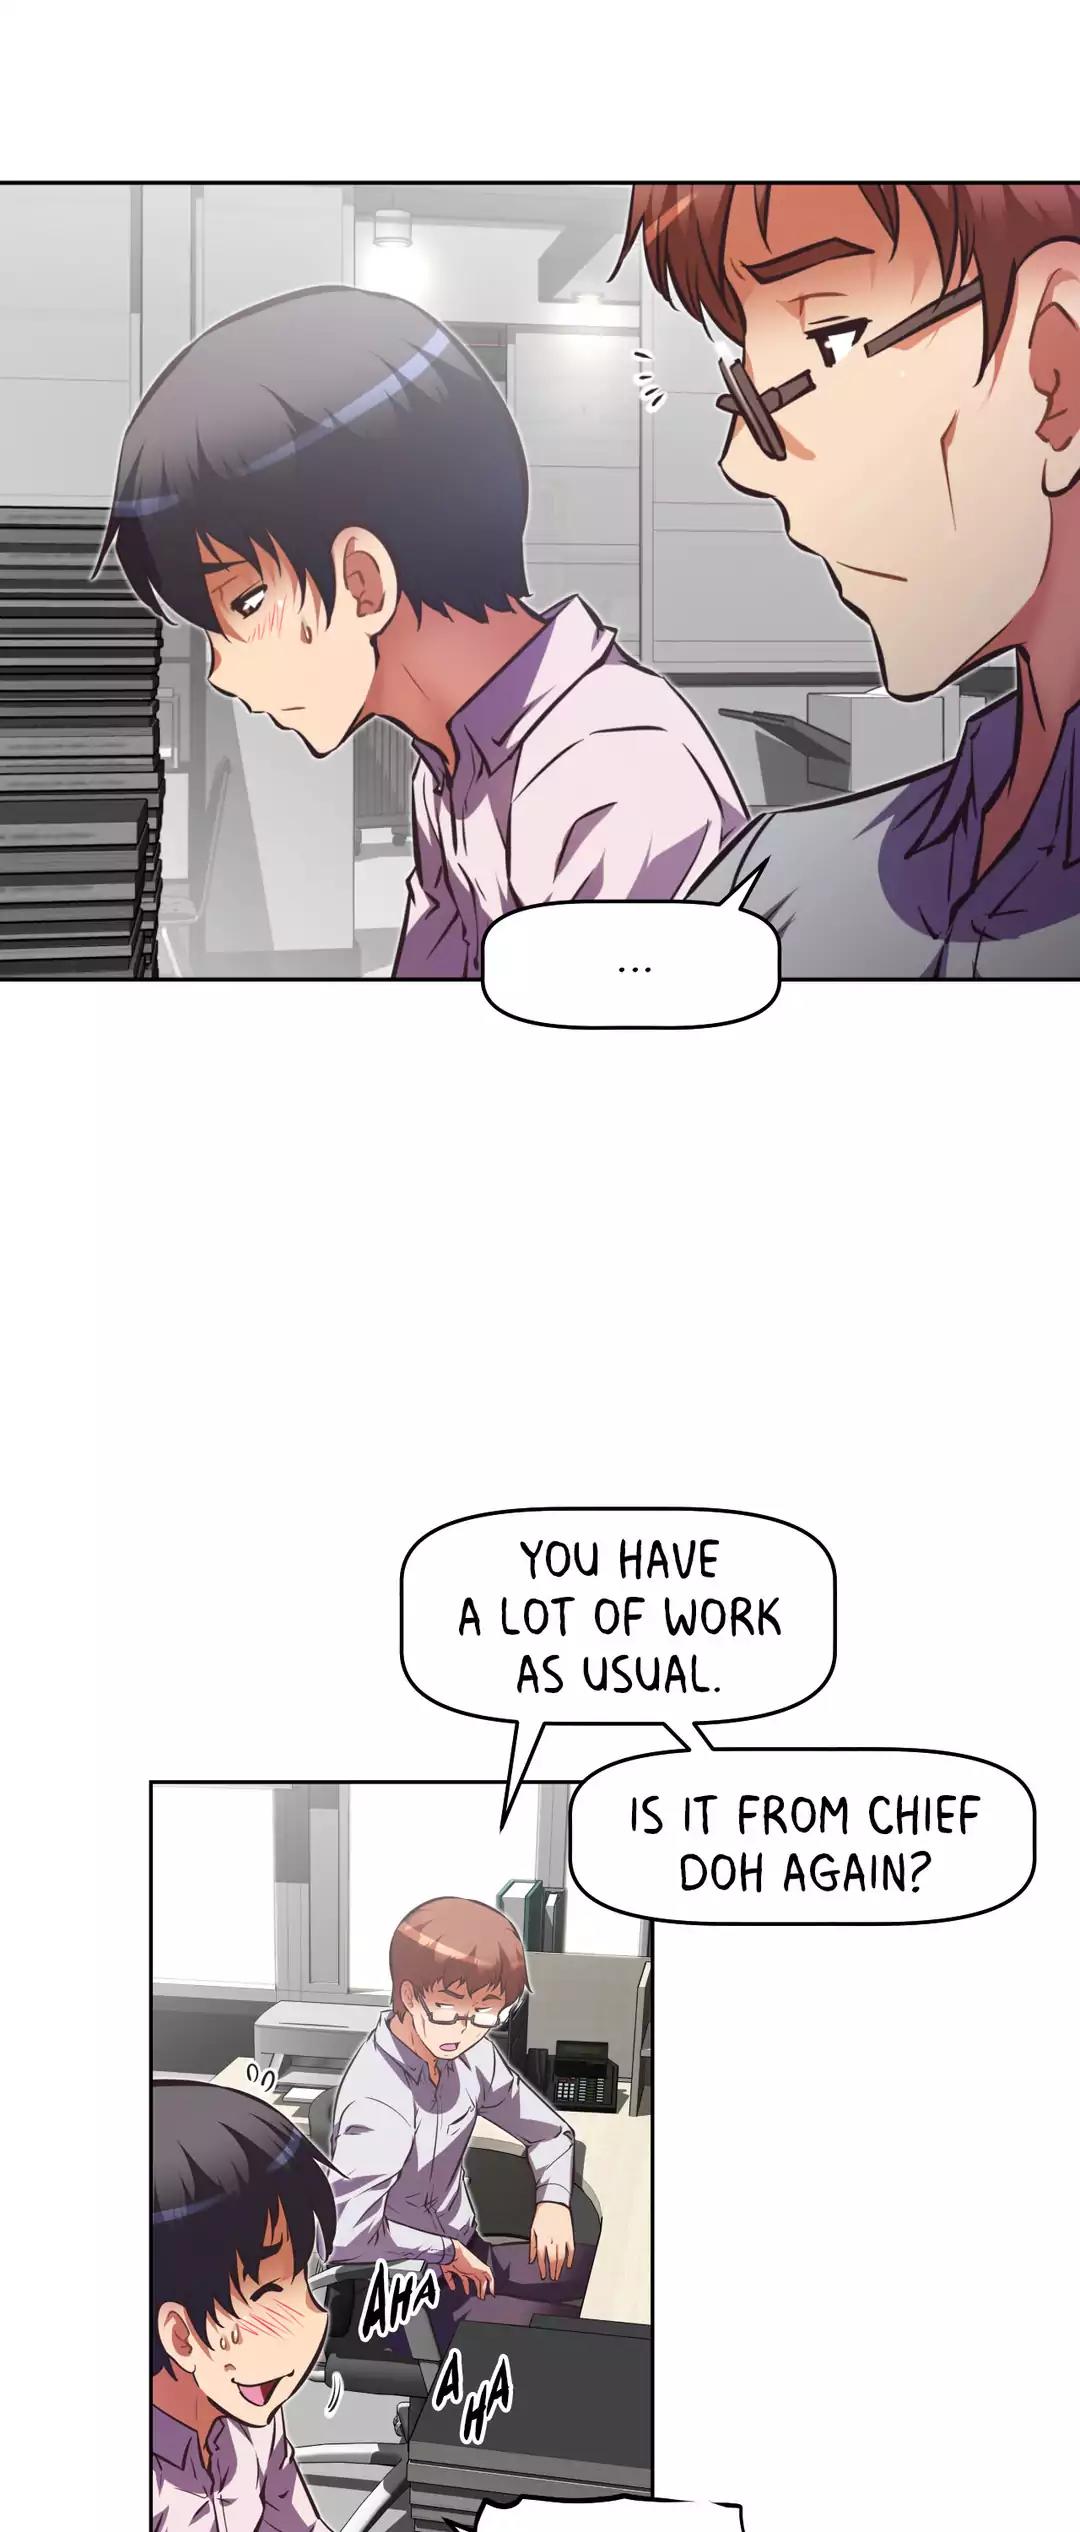 ...
YOU HAVE
A LOT OF WORK
AS USUAL.
IS IT FROM CHIEF
DOH AGAIN?
AHA
AHA